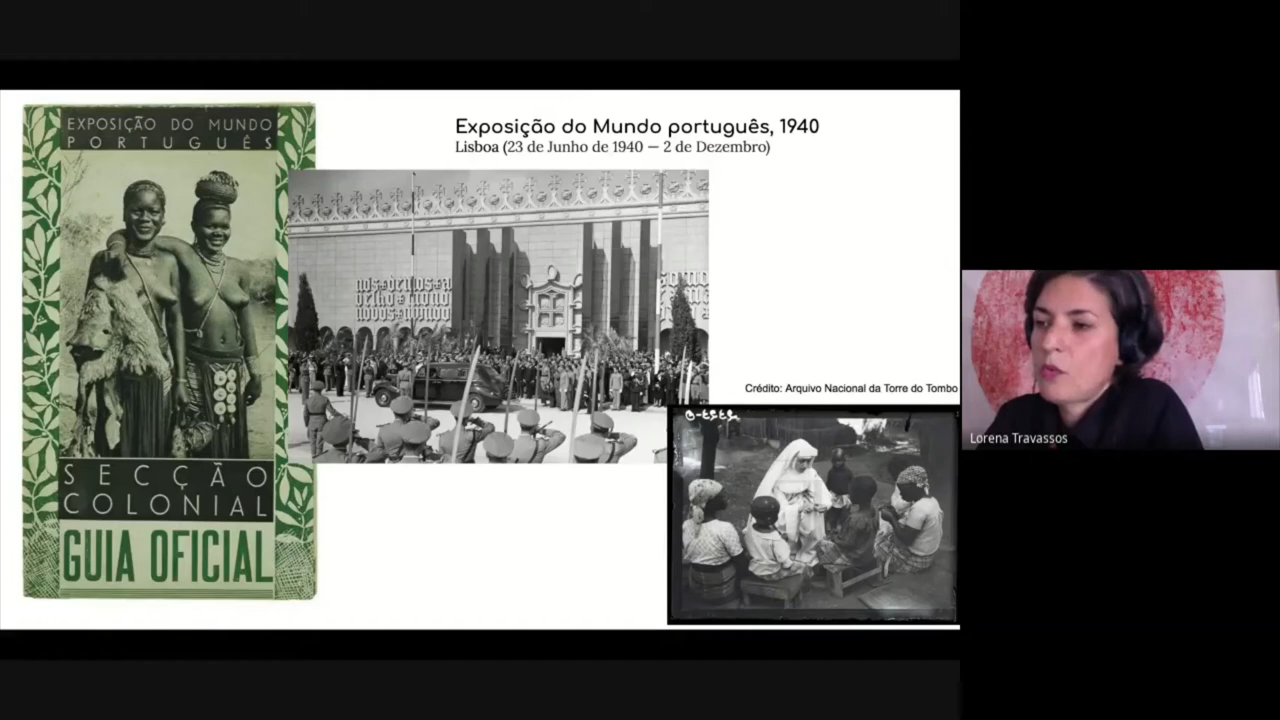 EXPOSIÇÃO DO MUNDO
PORTUGUÊS
SECÇÃO
COLONIAL
GUIA OFICIAL
Exposição do Mundo português, 1940
Lisboa (23 de Junho de 1940 — 2 de Dezembro)
Crédito: Arquivo Nacional da Torre do Tombo
Lorena Travassos